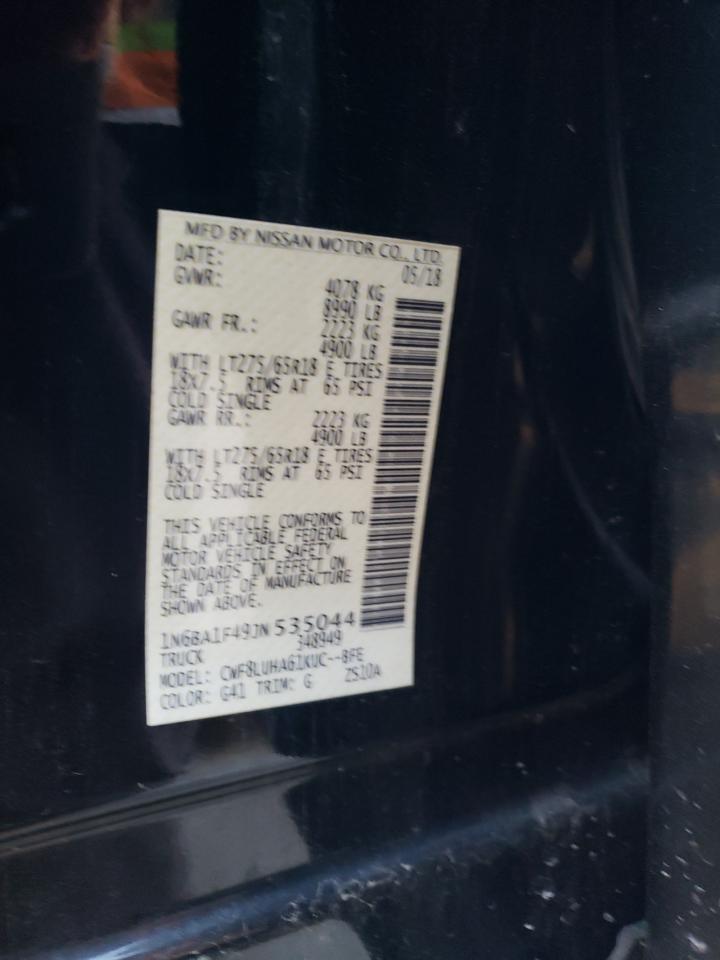 MFD BY NISSAN MOTOR CO., LTD.
DATE: 05/18
GVWR: 4078 KG
8990 LB
GAWR FR.: 2223 KG
4900 LB
WITH LT275/65R18 E TIRES
18X7.5 RIMS AT 65 PSI
COLD SINGLE
GAWR RR.: 2223 KG
4900 LB
WITH LT275/65R18 E TIRES
18X7.5 RIMS AT 65 PSI
COLD SINGLE
THIS VEHICLE CONFORMS TO
ALL APPLICABLE FEDERAL
MOTOR VEHICLE SAFETY
STANDARDS IN EFFECT ON
THE DATE OF MANUFACTURE
SHOWN ABOVE.
1N6BA1F49JN535044
TRUCK 348949
MODEL: CWF8LUHA61KUC--BFE
COLOR: G41 TRIM: G ZS10A